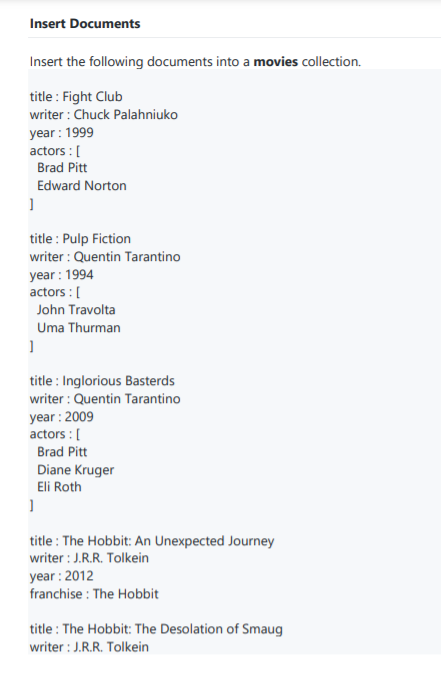 Insert Documents
Insert the following documents into a movies collection.
title : Fight Club
writer : Chuck Palahniuko
year : 1999
actors : [
Brad Pitt
Edward Norton
]
title : Pulp Fiction
writer : Quentin Tarantino
year : 1994
actors : [
John Travolta
Uma Thurman
]
title : Inglorious Basterds
writer : Quentin Tarantino
year : 2009
actors : [
Brad Pitt
Diane Kruger
Eli Roth
]
title : The Hobbit: An Unexpected Journey
writer : J.R.R. Tolkein
year : 2012
franchise : The Hobbit
title : The Hobbit: The Desolation of Smaug
writer : J.R.R. Tolkein